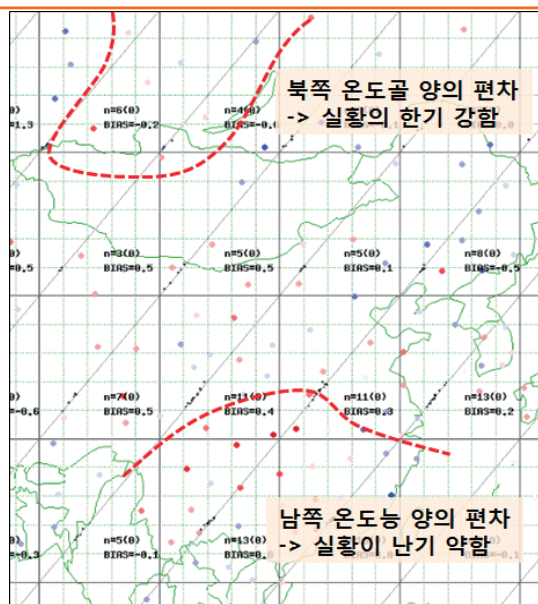 북쪽 온도골 양의 편차
-> 실황의 한기 강함
n=6(0)
BIAS=-0.2
n=3(0)
BIAS=0.5
n=5(0)
BIAS=0.5
n=5(0)
BIAS=0.1
n=8(0)
BIAS=-0.5
n=7(0)
BIAS=0.5
n=11(0)
BIAS=0.4
n=11(0)
BIAS=0.3
n=13(0)
BIAS=0.2
남쪽 온도능 양의 편차
-> 실황이 난기 약함
n=5(0)
BIAS=-0.1
n=13(0)